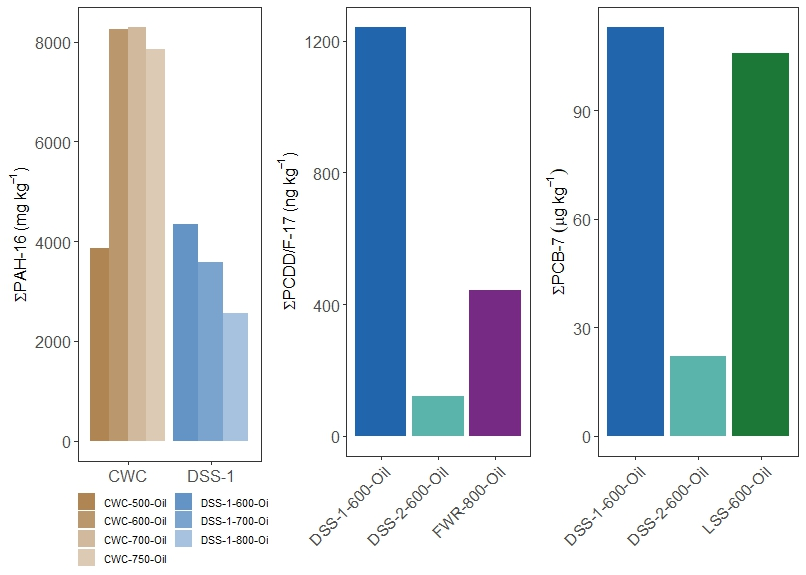 ΣPAH-16 (mg kg⁻¹)
8000
6000
4000
2000
0
CWC DSS-1
CWC-500-Oil DSS-1-600-Oi
CWC-600-Oil DSS-1-700-Oi
CWC-700-Oil DSS-1-800-Oi
CWC-750-Oil
ΣPCDD/F-17 (ng kg⁻¹)
1200
800
400
0
DSS-1-600-Oil
DSS-2-600-Oil
FWR-800-Oil
ΣPCB-7 (μg kg⁻¹)
90
60
30
0
DSS-1-600-Oil
DSS-2-600-Oil
LSS-600-Oil